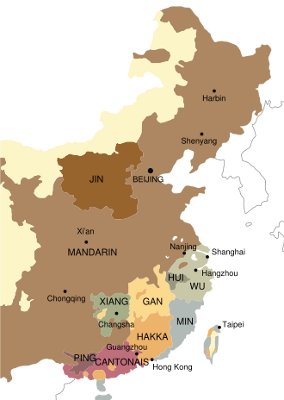 Harbin
Shenyang
JIN
BEIJING
Xi'an
MANDARIN
Nanjing
Shanghai
HUI
Hangzhou
WU
Chongqing
XIANG
GAN
Changsha
MIN
Taipei
HAKKA
Guangzhou
PING
CANTONAIS
Hong Kong